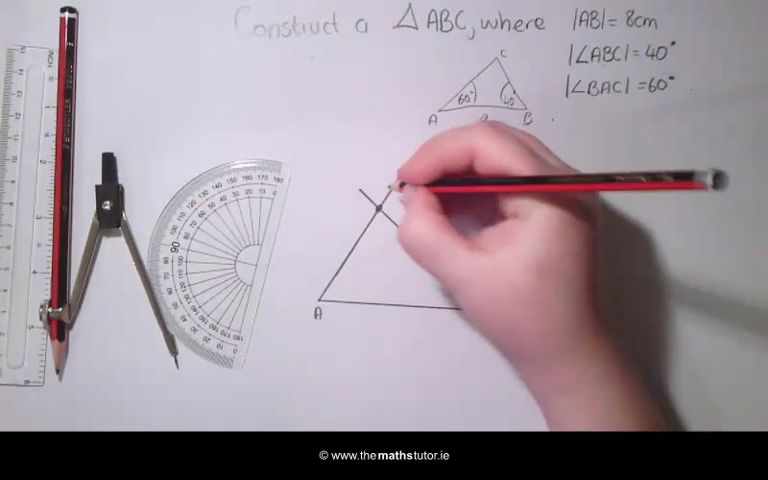 Construct a △ABC, where |AB| = 8cm
|∠ABC| = 40°
|∠BAC| = 60°
C
60° 40°
A B
A
© www.themathstutor.ie